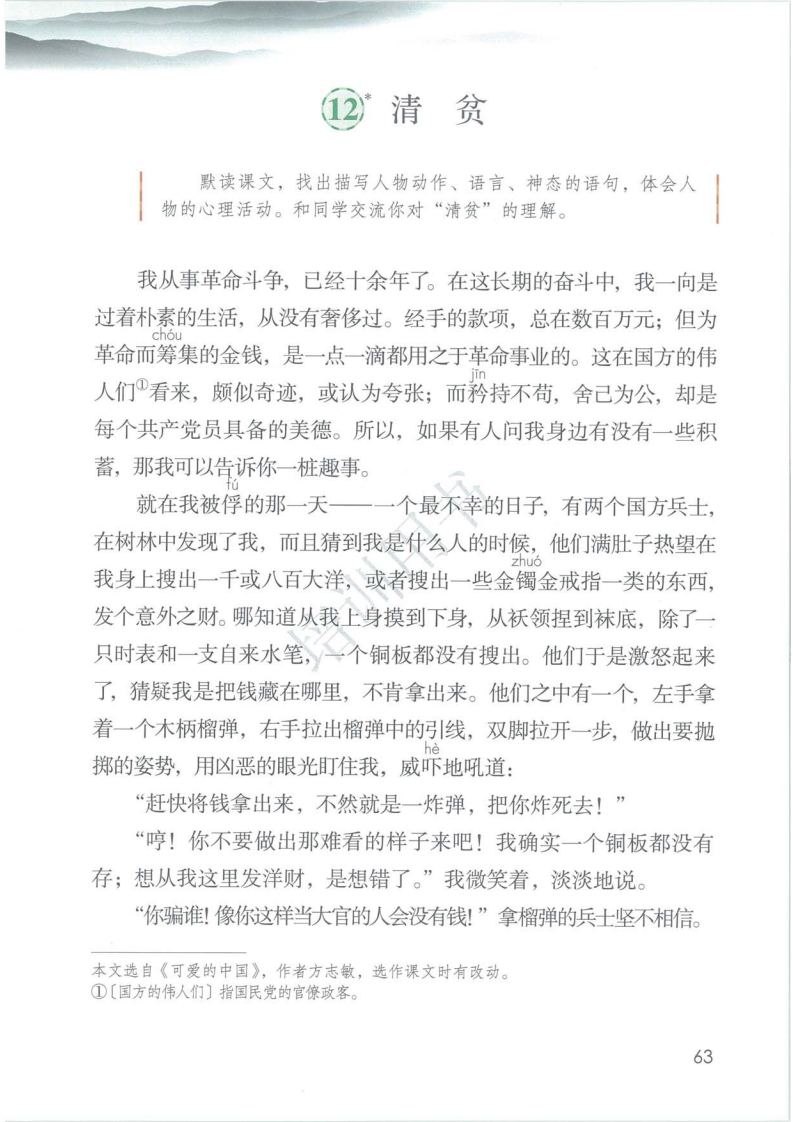 12* 清 贫
默读课文，找出描写人物动作、语言、神态的语句，体会人
物的心理活动。和同学交流你对“清贫”的理解。
我从事革命斗争，已经十余年了。在这长期的奋斗中，我一向是
过着朴素的生活，从没有奢侈过。经手的款项，总在数百万元；但为
chóu
革命而筹集的金钱，是一点一滴都用之于革命事业的。这在国方的伟
jīn
人们①看来，颇似奇迹，或认为夸张；而矜持不苟，舍己为公，却是
每个共产党员具备的美德。所以，如果有人问我身边有没有一些积
蓄，那我可以告诉你一桩趣事。
fú
就在我被俘的那一天——一个最不幸的日子，有两个国方兵士，
在树林中发现了我，而且猜到我是什么人的时候，他们满肚子热望在
zhuó
我身上搜出一千或八百大洋，或者搜出一些金镯金戒指一类的东西，
发个意外之财。哪知道从我上身摸到下身，从袄领捏到袜底，除了一
只时表和一支自来水笔，一个铜板都没有搜出。他们于是激怒起来
了，猜疑我是把钱藏在哪里，不肯拿出来。他们之中有一个，左手拿
着一个木柄榴弹，右手拉出榴弹中的引线，双脚拉开一步，做出要抛
hè
掷的姿势，用凶恶的眼光盯住我，威吓地吼道：
“赶快将钱拿出来，不然就是一炸弹，把你炸死去！”
“哼！你不要做出那难看的样子来吧！我确实一个铜板都没有
存；想从我这里发洋财，是想错了。”我微笑着，淡淡地说。
“你骗谁！像你这样当大官的人会没有钱！”拿榴弹的兵士坚不相信。
本文选自《可爱的中国》，作者方志敏，选作课文时有改动。
①〔国方的伟人们〕指国民党的官僚政客。
63
培训用书